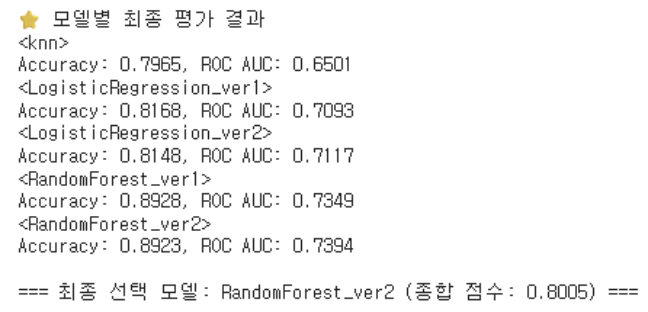 ⭐ 모델별 최종 평가 결과
<knn>
Accuracy: 0.7965, ROC AUC: 0.6501
<LogisticRegression_ver1>
Accuracy: 0.8168, ROC AUC: 0.7093
<LogisticRegression_ver2>
Accuracy: 0.8148, ROC AUC: 0.7117
<RandomForest_ver1>
Accuracy: 0.8928, ROC AUC: 0.7349
<RandomForest_ver2>
Accuracy: 0.8923, ROC AUC: 0.7394
=== 최종 선택 모델: RandomForest_ver2 (종합 점수: 0.8005) ===